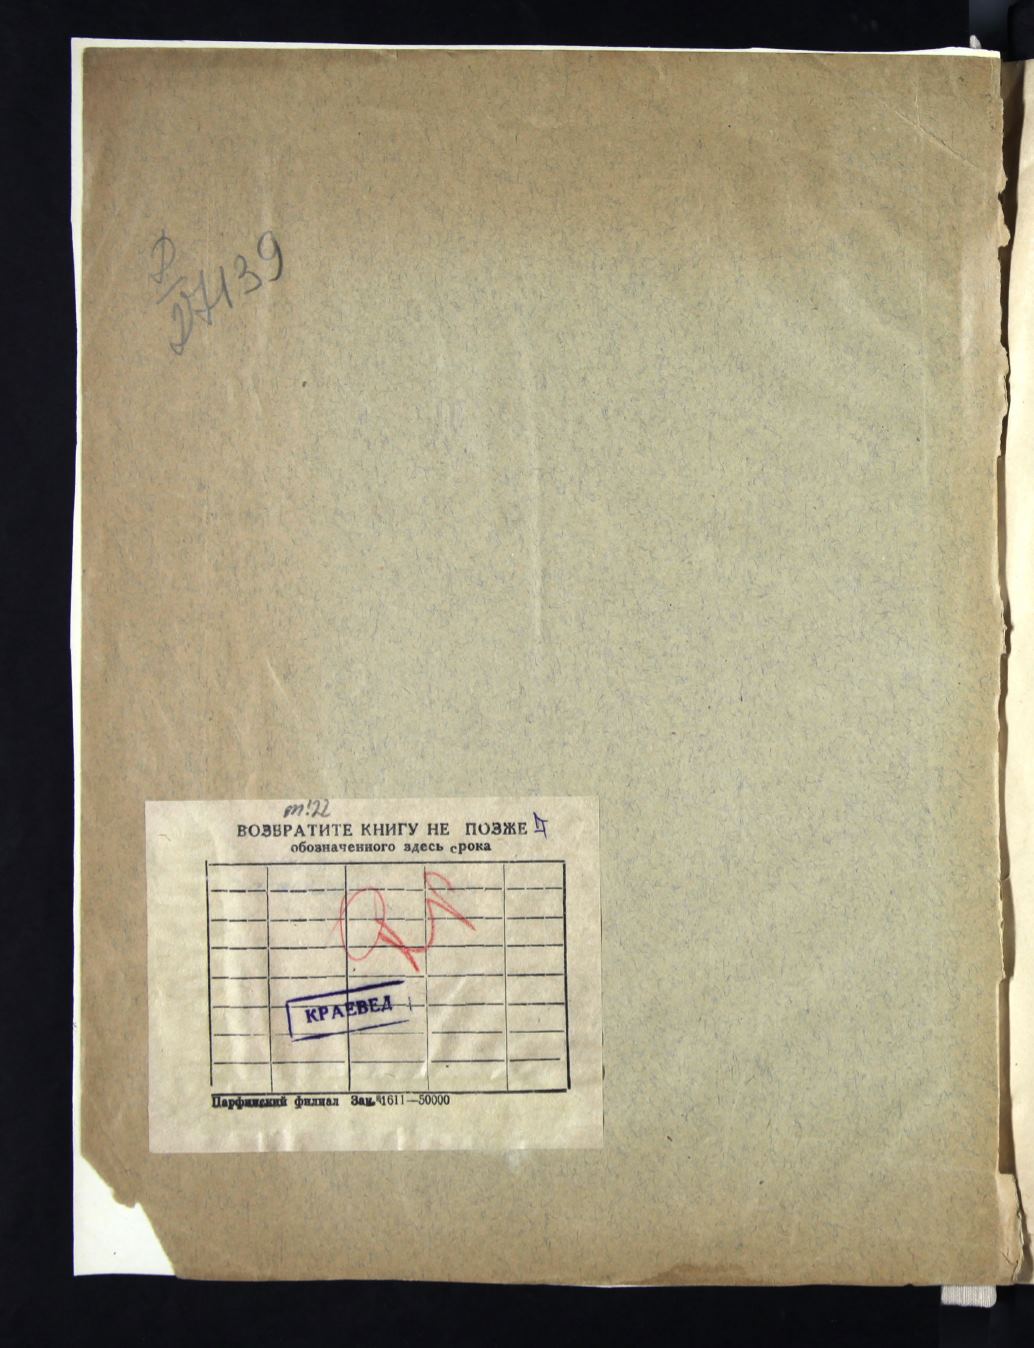 27139
ВОЗВРАТИТЕ КНИГУ НЕ ПОЗЖЕ
обозначенного здесь срока
КРАЕВЕД
Парфинский филиал Зак. 1611—50000